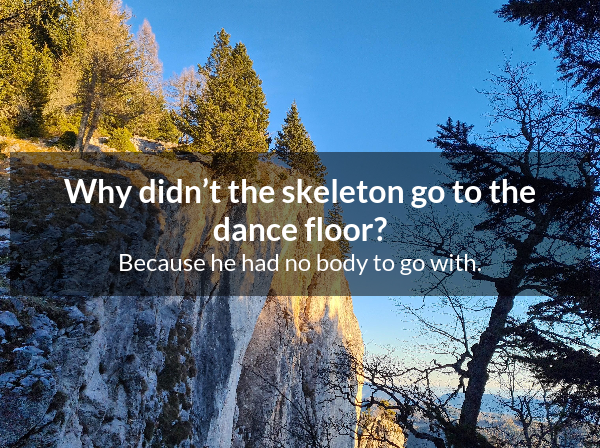 Why didn’t the skeleton go to the
dance floor?
Because he had no body to go with.